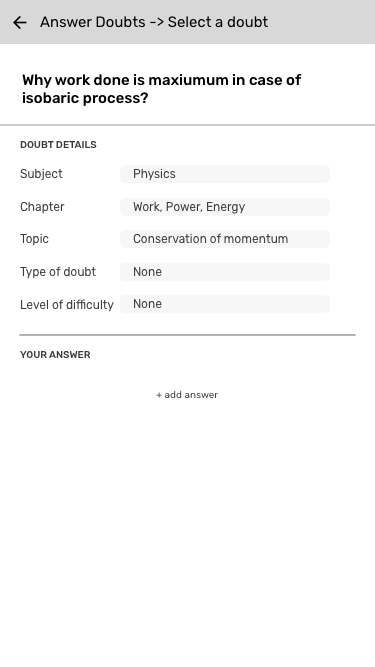 Answer Doubts -> Select a doubt
Why work done is maxiumum in case of
isobaric process?
DOUBT DETAILS
Subject Physics
Chapter Work, Power, Energy
Topic Conservation of momentum
Type of doubt None
Level of difficulty None
YOUR ANSWER
+ add answer